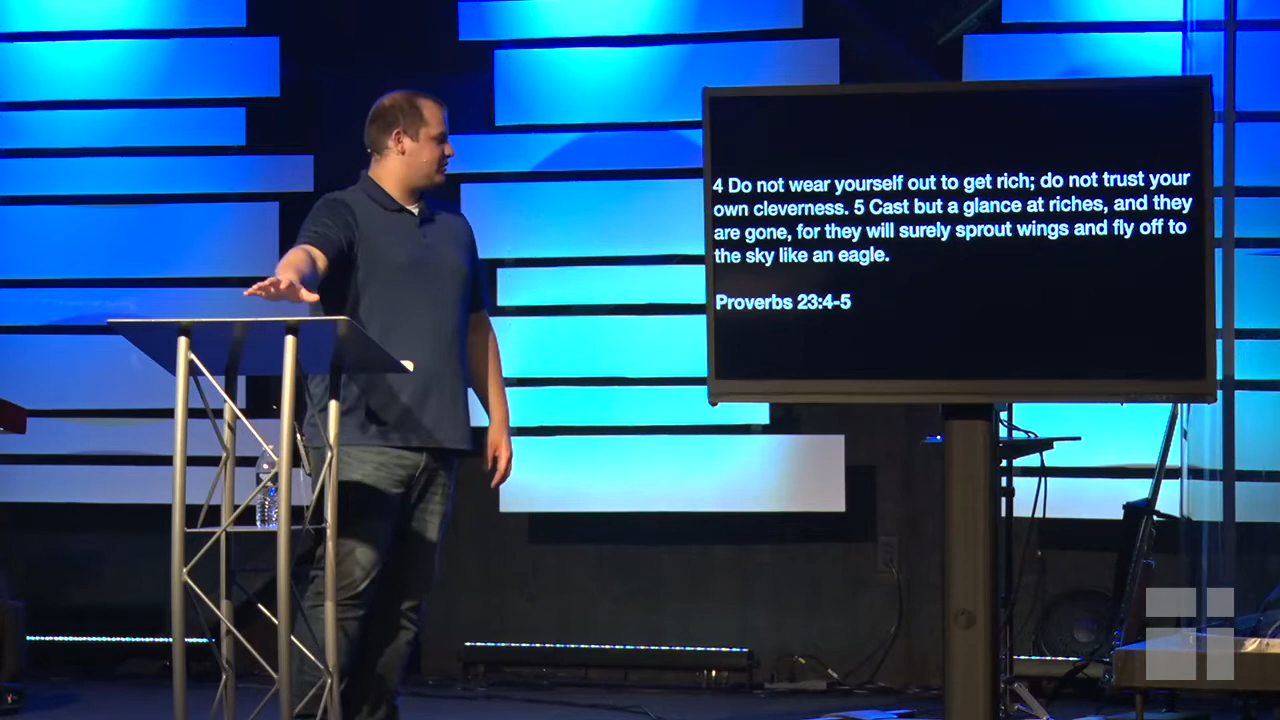 4 Do not wear yourself out to get rich; do not trust your
own cleverness. 5 Cast but a glance at riches, and they
are gone, for they will surely sprout wings and fly off to
the sky like an eagle.
Proverbs 23:4-5